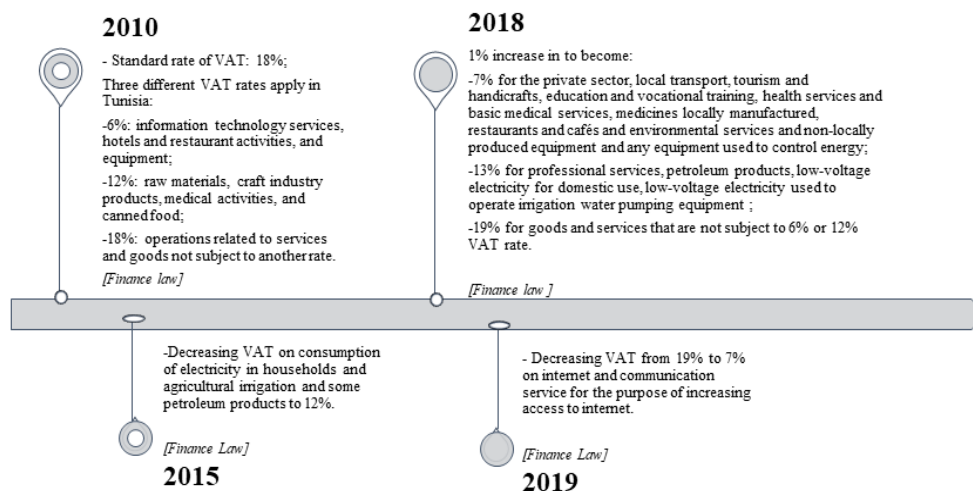 2010
- Standard rate of VAT: 18%;
Three different VAT rates apply in
Tunisia:
-6%: information technology services,
hotels and restaurant activities, and
equipment;
-12%: raw materials, craft industry
products, medical activities, and
canned food;
-18%: operations related to services
and goods not subject to another rate.
[Finance law]
2018
1% increase in to become:
-7% for the private sector, local transport, tourism and
handicrafts, education and vocational training, health services and
basic medical services, medicines locally manufactured,
restaurants and cafés and environmental services and non-locally
produced equipment and any equipment used to control energy;
-13% for professional services, petroleum products, low-voltage
electricity for domestic use, low-voltage electricity used to
operate irrigation water pumping equipment ;
-19% for goods and services that are not subject to 6% or 12%
VAT rate.
[Finance law ]
-Decreasing VAT on consumption
of electricity in households and
agricultural irrigation and some
petroleum products to 12%.
[Finance Law]
2015
- Decreasing VAT from 19% to 7%
on internet and communication
service for the purpose of increasing
access to internet.
[Finance Law]
2019